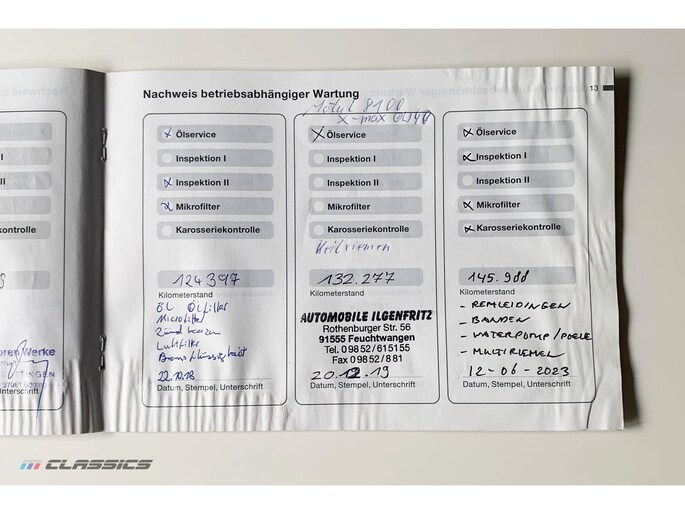 13
Nachweis betriebsabhängiger Wartung
Motul 8100
X-max 0W40
Ölservice
Inspektion I
Inspektion II
Mikrofilter
Karosseriekontrolle
124397
Kilometerstand
Öl Ölfilter
Microfilter
Zündkerzen
Luftfilter
22.10.18
Datum, Stempel, Unterschrift
Ölservice
Inspektion I
Inspektion II
Mikrofilter
Karosseriekontrolle
Keilriemen
132.277
Kilometerstand
AUTOMOBILE ILGENFRITZ
Rothenburger Str. 56
91555 Feuchtwangen
Tel. 09852/615155
Fax 09852/881
20.12.19
Datum, Stempel, Unterschrift
Ölservice
Inspektion I
Inspektion II
Mikrofilter
Karosseriekontrolle
145.988
Kilometerstand
- REMLEIDINGEN
- BANDEN
- WATERPOMP/POELIE
- MULTIRIEMEN
12-06-2023
Datum, Stempel, Unterschrift
CLASSICS